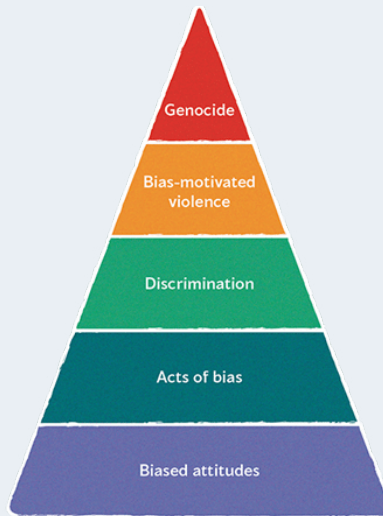 Genocide
Bias-motivated
violence
Discrimination
Acts of bias
Biased attitudes